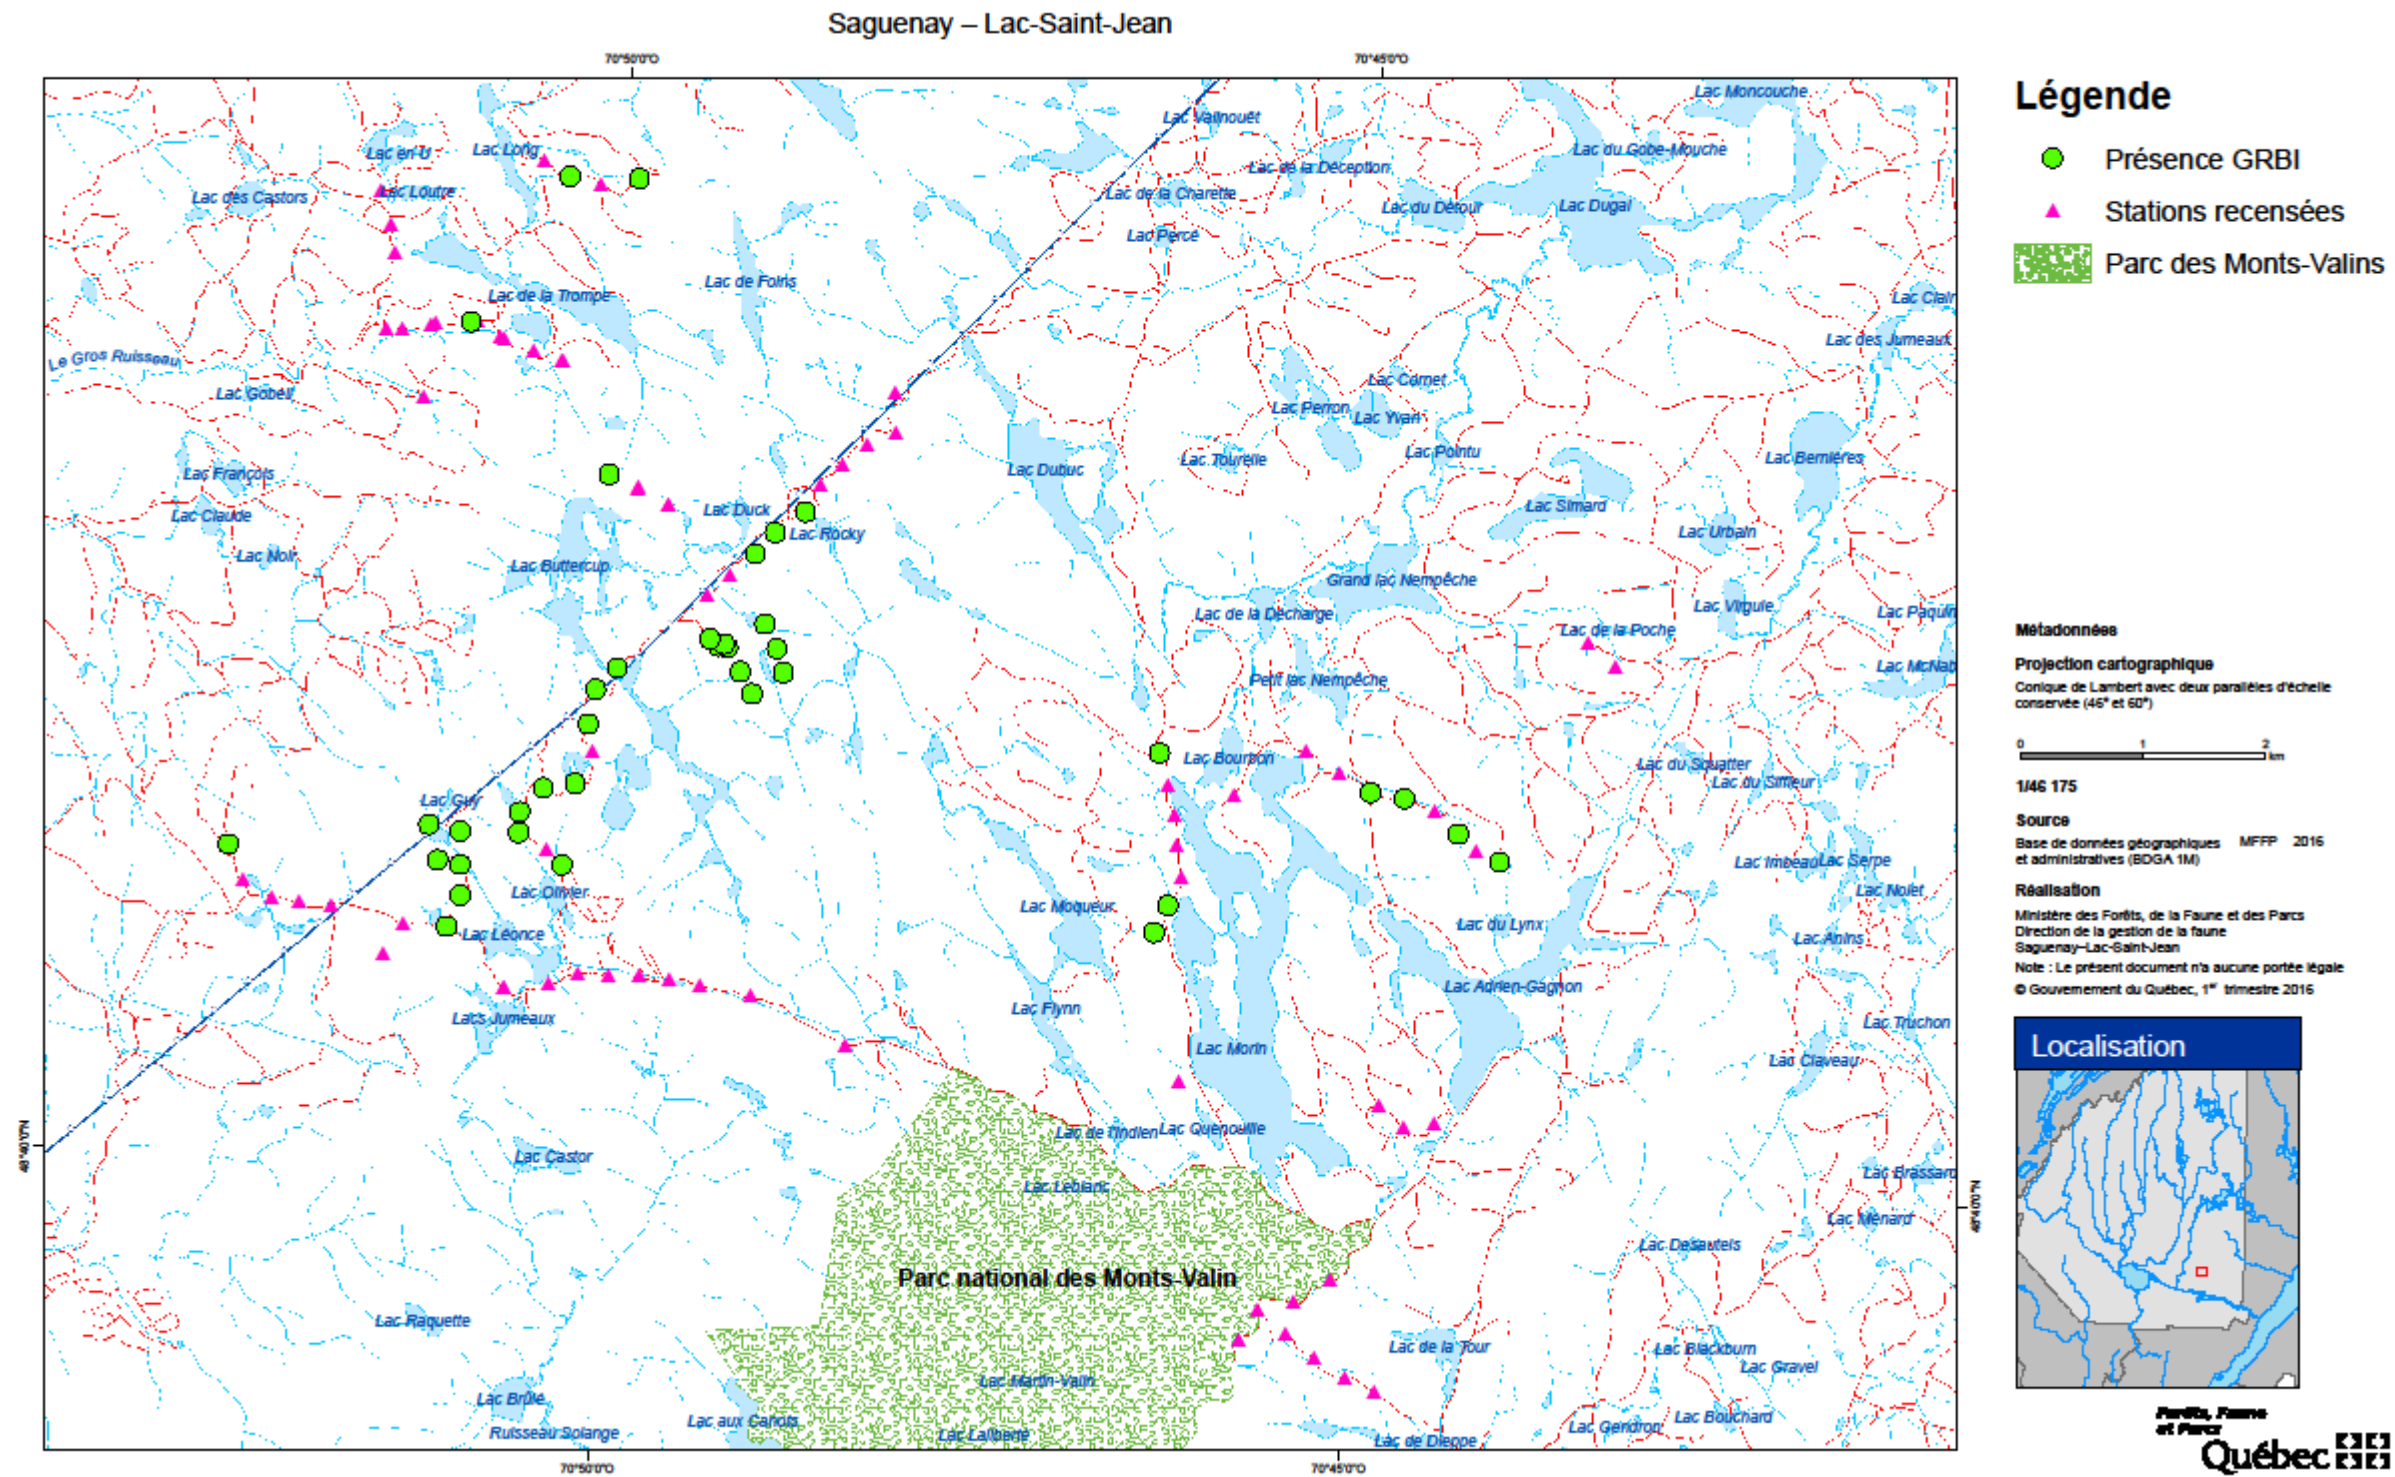 Saguenay – Lac-Saint-Jean
70°50'0"O
70°45'0"O
Lac Moncouche
Lac Vailnouët
Lac en U
Lac Long
Lac du Gobe-Mouche
Lac de la Déception
Lac des Castors
Lac Loutre
Lac de la Charette
Lac du Détour
Lac Dugal
Lac Percé
Lac de Foins
Lac de la Trompe
Lac Clair
Lac des Jumeaux
Le Gros Ruisseau
Lac Gobeil
Lac Cornet
Lac Perron
Lac Yvan
Lac Pointu
Lac Tourelle
Lac Dubuc
Lac Bernières
Lac François
Lac Claude
Lac Duck
Lac Simard
Lac Rocky
Lac Urbain
Lac Noir
Lac Buttercup
Grand lac Nempêche
Lac de la Décharge
Lac Virgule
Lac Paquin
Lac de la Poche
Lac McNab
Petit lac Nempêche
Lac Bourbon
Lac du Squatter
Lac du Siffleur
Lac Guy
Lac Imbeau
Lac Serpe
Lac Olivier
Lac Nolet
Lac Moqueur
Lac Léonce
Lac du Lynx
Lac Anins
Lac Adrien-Gagnon
Lac Flynn
Lacs Jumeaux
Lac Truchon
Lac Morin
Lac Claveau
Lac de l'Indien
Lac Quenouille
48°40'0"N
Lac Castor
Lac Brassard
Lac Leblanc
Lac Ménard
48°40'0"N
Lac Desautels
Parc national des Monts-Valin
Lac Raquette
Lac de la Tour
Lac Blackburn
Lac Gravel
Lac Martin-Valin
Lac Brûlé
Lac aux Canots
Lac Bouchard
Lac Gendron
Ruisseau Solange
Lac Laliberté
Lac de Dieppe
70°50'0"O
70°45'0"O
Légende
Présence GRBI
Stations recensées
Parc des Monts-Valins
Métadonnées
Projection cartographique
Conique de Lambert avec deux parallèles d'échelle
conservée (46° et 60°)
0 1 2
km
1/46 175
Source
Base de données géographiques MFFP 2016
et administratives (BDGA 1M)
Réalisation
Ministère des Forêts, de la Faune et des Parcs
Direction de la gestion de la faune
Saguenay–Lac-Saint-Jean
Note : Le présent document n'a aucune portée légale
© Gouvernement du Québec, 1er trimestre 2016
Localisation
Forêts, Faune
et Parcs
Québec